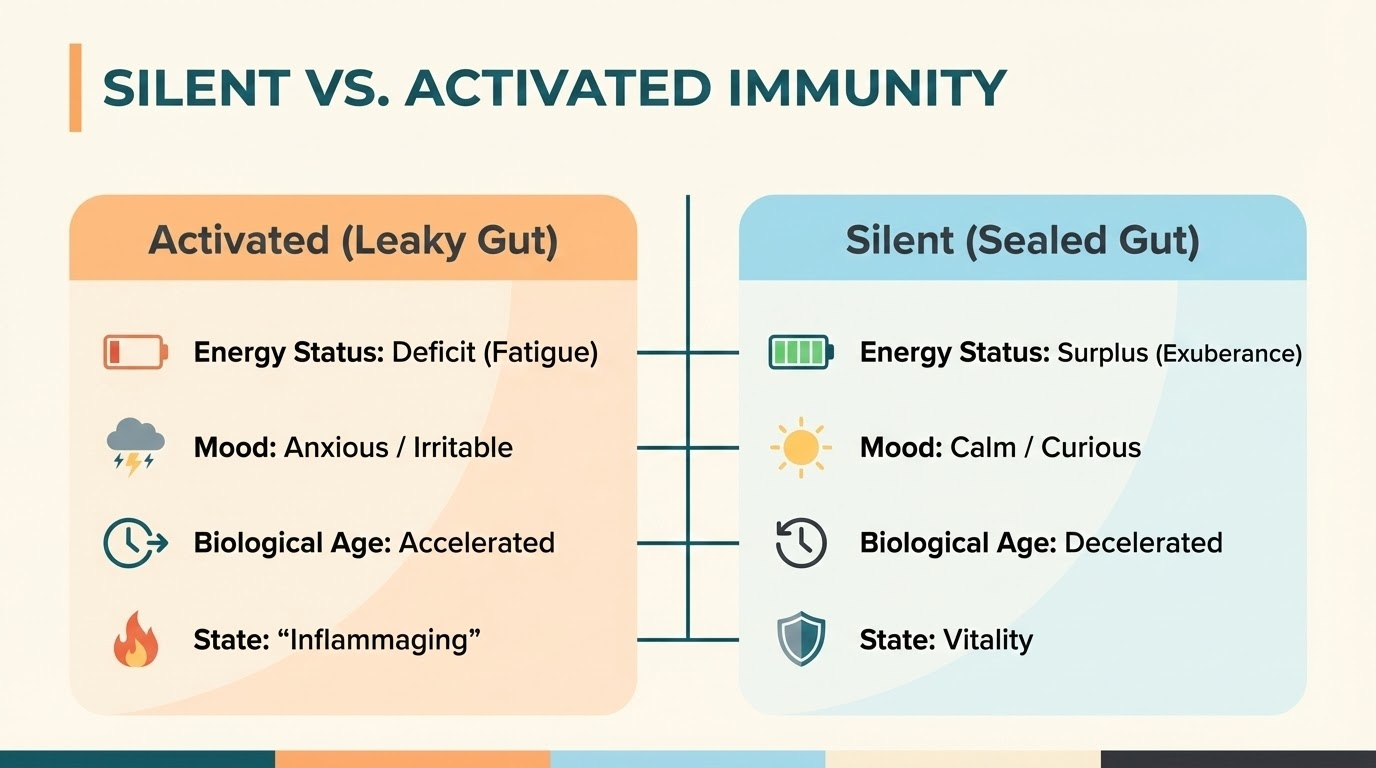 SILENT VS. ACTIVATED IMMUNITY
Activated (Leaky Gut)
Energy Status: Deficit (Fatigue)
Mood: Anxious / Irritable
Biological Age: Accelerated
State: “Inflammaging”
Silent (Sealed Gut)
Energy Status: Surplus (Exuberance)
Mood: Calm / Curious
Biological Age: Decelerated
State: Vitality